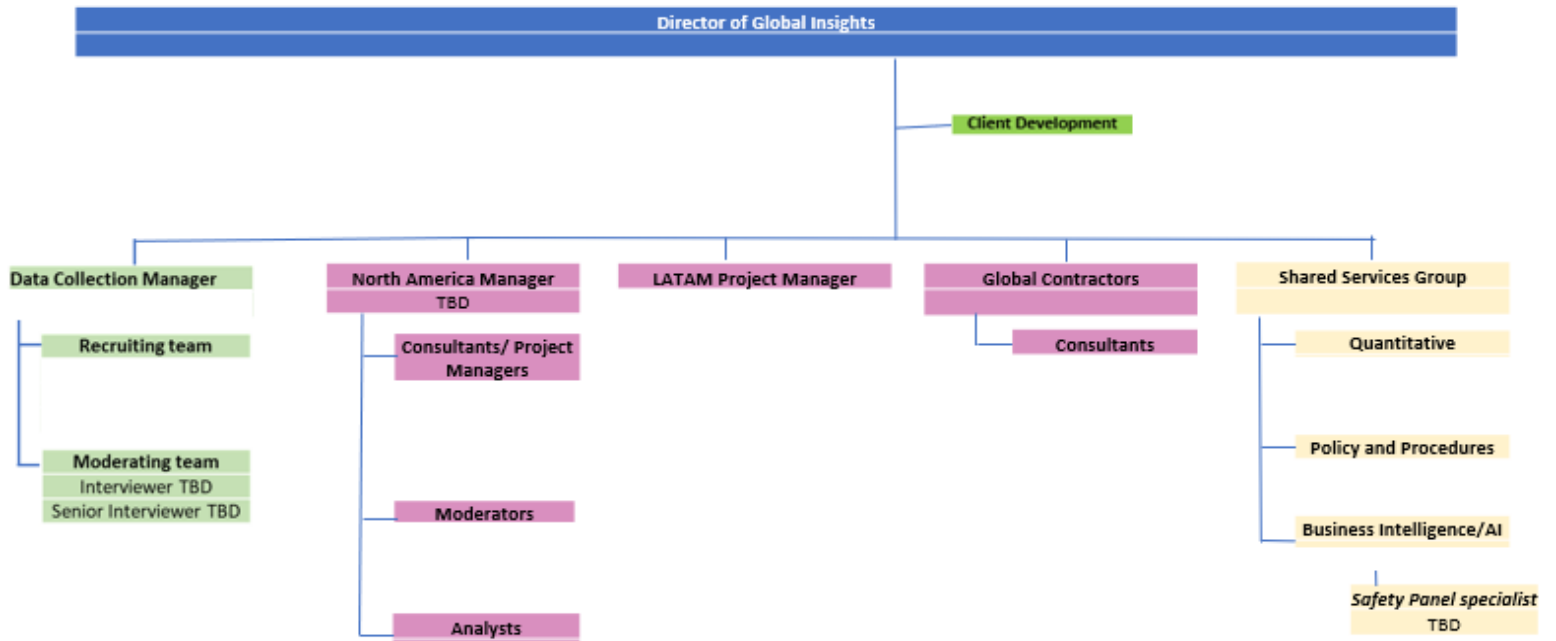 Director of Global Insights
Client Development
Data Collection Manager
Recruiting team
Moderating team
Interviewer TBD
Senior Interviewer TBD
North America Manager
TBD
Consultants/ Project
Managers
Moderators
Analysts
LATAM Project Manager
Global Contractors
Consultants
Shared Services Group
Quantitative
Policy and Procedures
Business Intelligence/AI
Safety Panel specialist
TBD